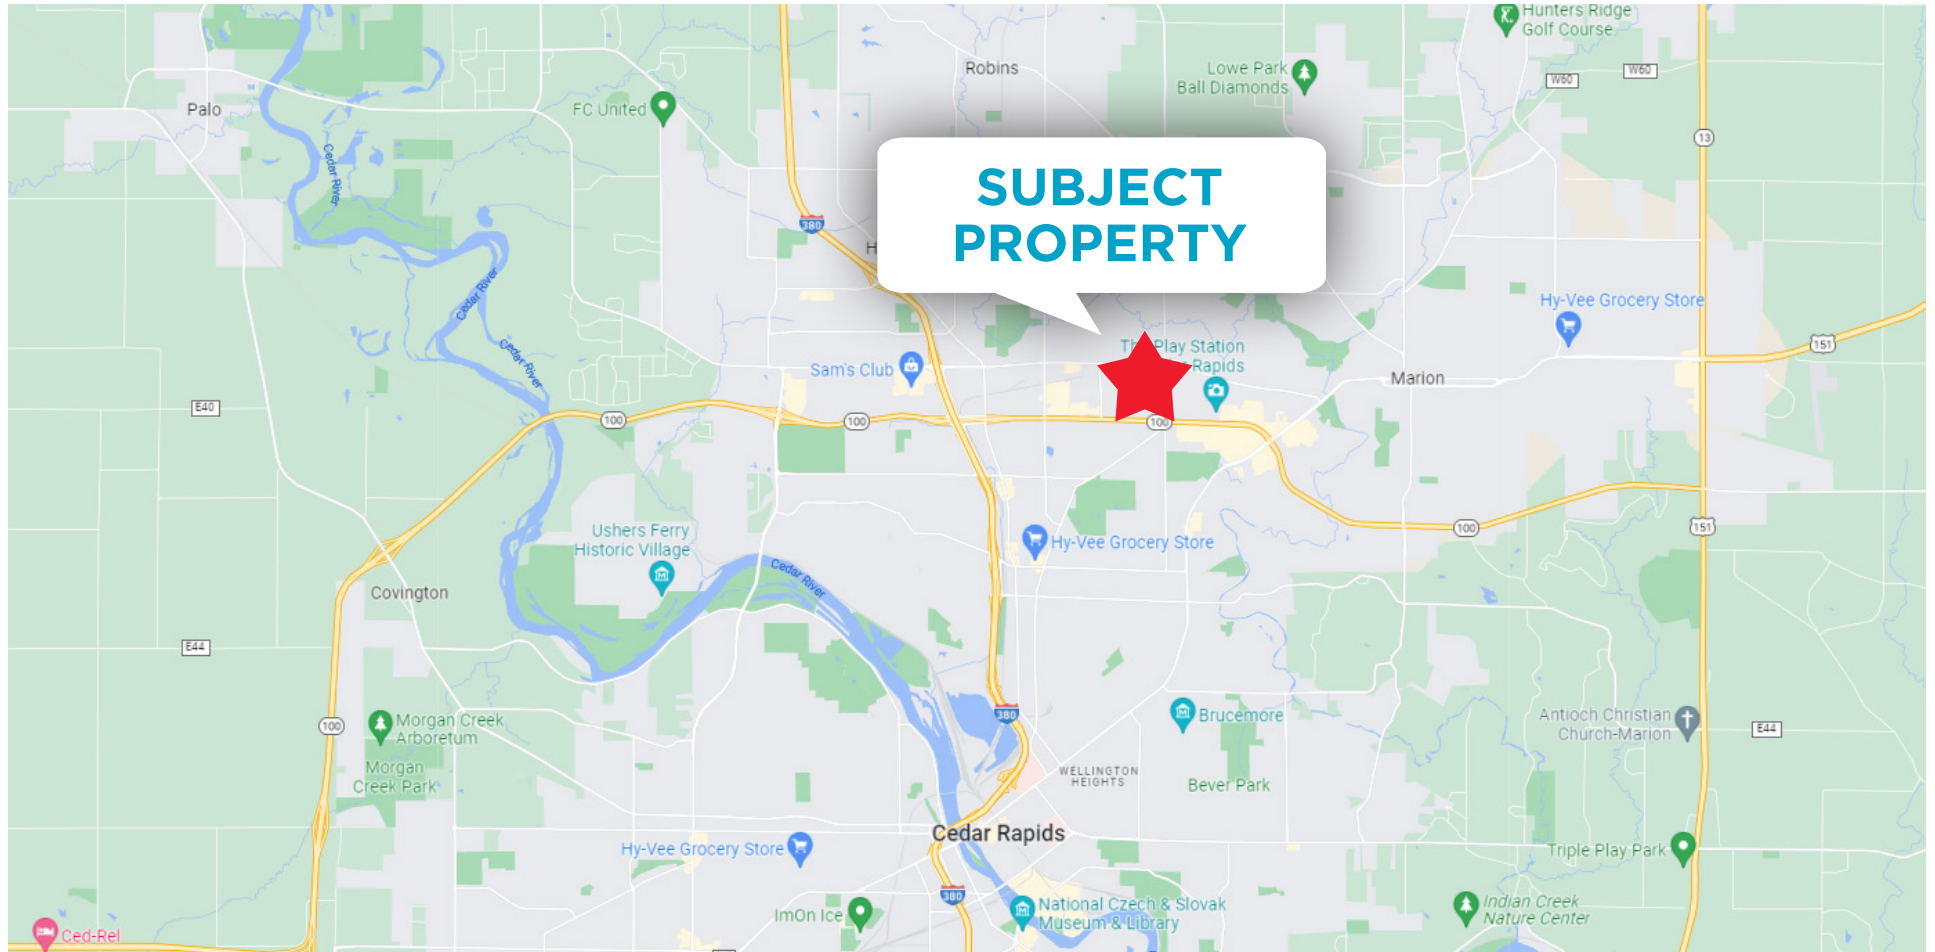 Hunters Ridge
Golf Course
Robins
Lowe Park
Ball Diamonds
W60
W60
Palo
FC United
13
Cedar River
SUBJECT
PROPERTY
380
H
Cedar River
Hy-Vee Grocery Store
Cedar River
151
Play Station
Rapids
Sam's Club
Marion
E40
100
100
100
Ushers Ferry
Historic Village
Hy-Vee Grocery Store
100
151
Cedar River
Covington
E44
Morgan Creek
Arboretum
100
380
Brucemore
Antioch Christian
Church-Marion
E44
Morgan
Creek Park
WELLINGTON
HEIGHTS
Bever Park
Cedar Rapids
Hy-Vee Grocery Store
Triple Play Park
380
ImOn Ice
National Czech & Slovak
Museum & Library
Indian Creek
Nature Center
Ced-Rel